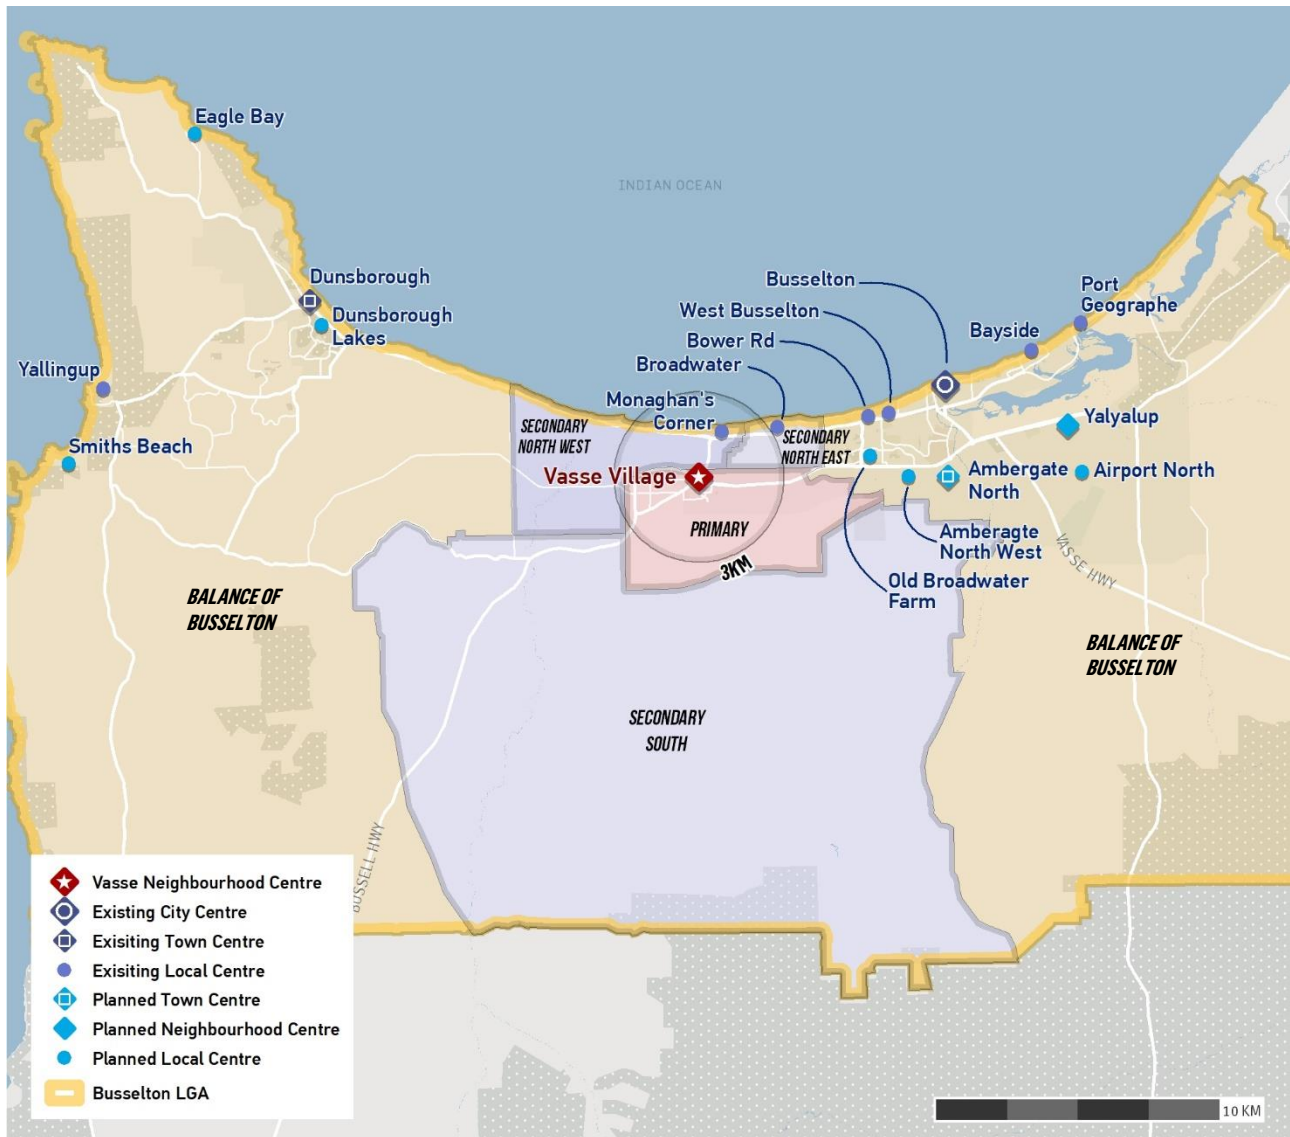 Eagle Bay
INDIAN OCEAN
Dunsborough
Dunsborough
Lakes
Yallingup
Smiths Beach
Busselton
West Busselton
Bower Rd
Broadwater
Monaghan's
Corner
Bayside
Port
Geographe
SECONDARY
NORTH WEST
SECONDARY
NORTH EAST
Vasse Village
Yalyalup
Ambergate
North
Airport North
PRIMARY
3KM
Amberagte
North West
Old Broadwater
Farm
VASSE HWY
BALANCE OF
BUSSELTON
BALANCE OF
BUSSELTON
SECONDARY
SOUTH
BUSSELL HWY
Vasse Neighbourhood Centre
Existing City Centre
Exisiting Town Centre
Exisiting Local Centre
Planned Town Centre
Planned Neighbourhood Centre
Planned Local Centre
Busselton LGA
10 KM